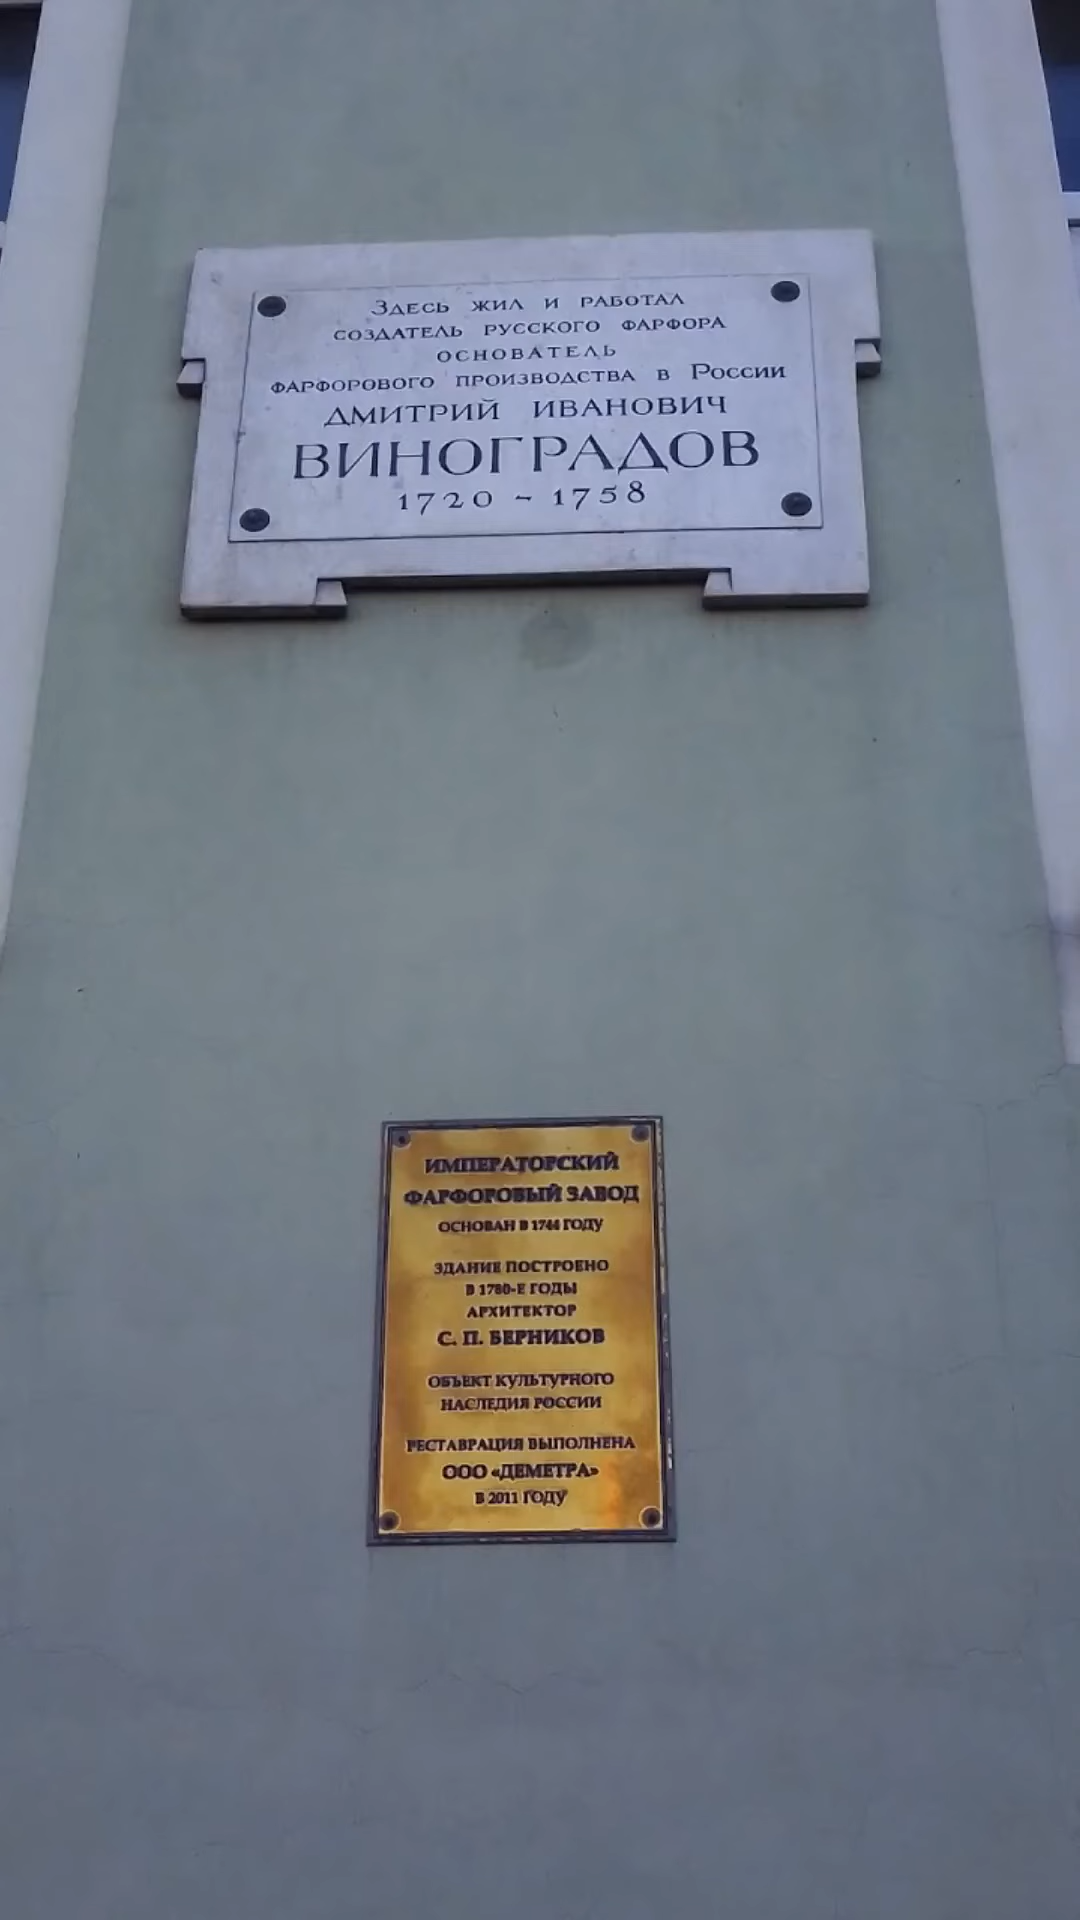 Здесь жил и работал
создатель русского фарфора
основатель
фарфорового производства в России
Дмитрий Иванович
ВИНОГРАДОВ
1720 - 1758
ИМПЕРАТОРСКИЙ
ФАРФОРОВЫЙ ЗАВОД
ОСНОВАН В 1744 ГОДУ
ЗДАНИЕ ПОСТРОЕНО
В 1780-Е ГОДЫ
АРХИТЕКТОР
С. П. БЕРНИКОВ
ОБЪЕКТ КУЛЬТУРНОГО
НАСЛЕДИЯ РОССИИ
РЕСТАВРАЦИЯ ВЫПОЛНЕНА
ООО «ДЕМЕТРА»
В 2011 ГОДУ